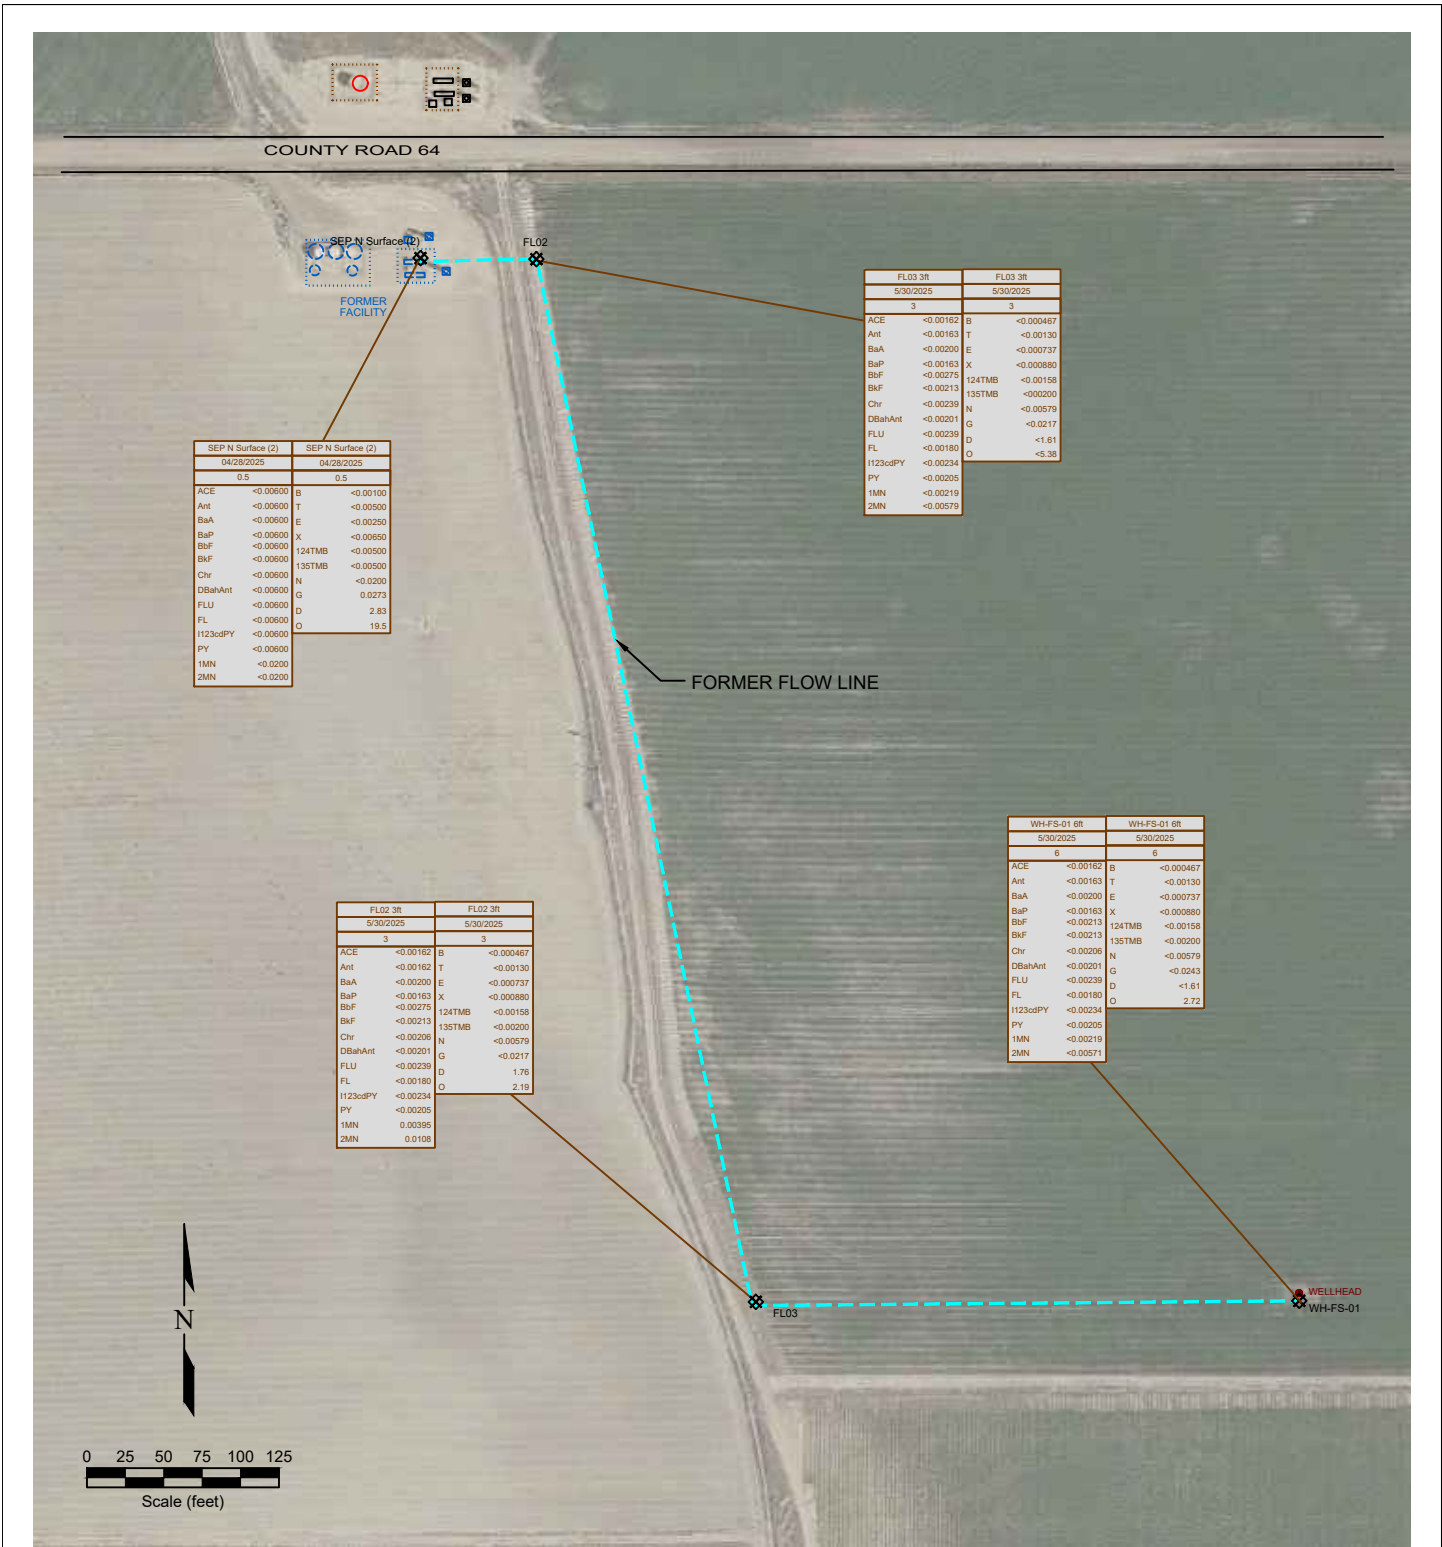 COUNTY ROAD 64
SEP N Surface (2)
FL02
FORMER
FACILITY
FL03 3ft FL03 3ft
5/30/2025 5/30/2025
3 3
ACE <0.00162 B <0.000467
Ant <0.00163 T <0.00130
BaA <0.00200 E <0.000737
BaP <0.00163 X <0.000880
BbF <0.00275
BkF <0.00213 124TMB <0.00158
Chr <0.00239 135TMB <000200
DBahAnt <0.00201 N <0.00579
FLU <0.00239 G <0.0217
FL <0.00180 D <1.61
I123cdPY <0.00234 O <5.38
PY <0.00205
1MN <0.00219
2MN <0.00579
SEP N Surface (2) SEP N Surface (2)
04/28/2025 04/28/2025
0.5 0.5
ACE <0.00600 B <0.00100
Ant <0.00600 T <0.00500
BaA <0.00600 E <0.00250
BaP <0.00600 X <0.00650
BbF <0.00600
BkF <0.00600 124TMB <0.00500
Chr <0.00600 135TMB <0.00500
DBahAnt <0.00600 N <0.0200
FLU <0.00600 G 0.0273
FL <0.00600 D 2.83
I123cdPY <0.00600 O 19.5
PY <0.00600
1MN <0.0200
2MN <0.0200
FORMER FLOW LINE
WH-FS-01 6ft WH-FS-01 6ft
5/30/2025 5/30/2025
6 6
ACE <0.00162 B <0.000467
Ant <0.00163 T <0.00130
BaA <0.00200 E <0.000737
BaP <0.00163 X <0.000880
BbF <0.00213
BkF <0.00213 124TMB <0.00158
Chr <0.00206 135TMB <0.00200
DBahAnt <0.00201 N <0.00579
FLU <0.00239 G <0.0243
FL <0.00180 D <1.61
I123cdPY <0.00234 O 2.72
PY <0.00205
1MN <0.00219
2MN <0.00571
FL02 3ft FL02 3ft
5/30/2025 5/30/2025
3 3
ACE <0.00162 B <0.000467
Ant <0.00162 T <0.00130
BaA <0.00200 E <0.000737
BaP <0.00163 X <0.000880
BbF <0.00275
BkF <0.00213 124TMB <0.00158
Chr <0.00206 135TMB <0.00200
DBahAnt <0.00201 N <0.00579
FLU <0.00239 G <0.0217
FL <0.00180 D 1.76
I123cdPY <0.00234 O 2.19
PY <0.00205
1MN 0.00395
2MN 0.0108
WELLHEAD
WH-FS-01
FL03
N
0 25 50 75 100 125
Scale (feet)